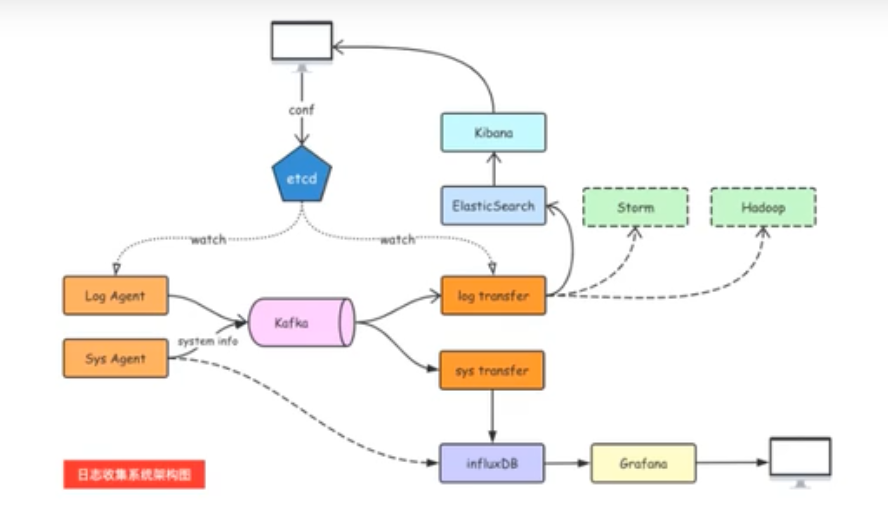 conf
Kibana
etcd
ElasticSearch
Storm
Hadoop
watch
watch
Log Agent
log transfer
Kafka
system info
Sys Agent
sys transfer
influxDB
Grafana
日志收集系统架构图